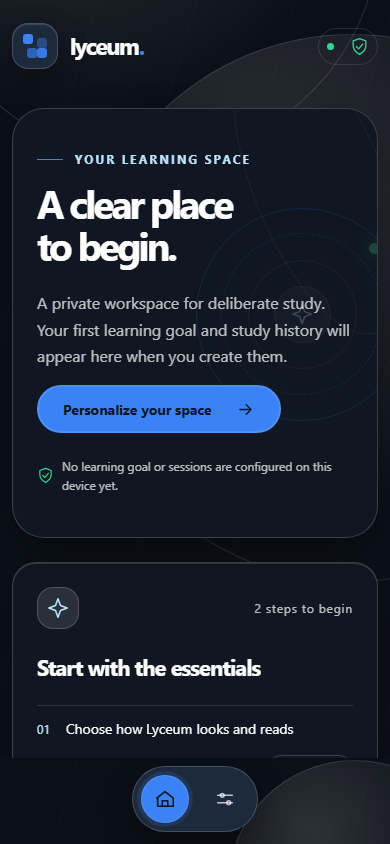 lyceum.
YOUR LEARNING SPACE
A clear place
to begin.
A private workspace for deliberate study.
Your first learning goal and study history will
appear here when you create them.
Personalize your space
No learning goal or sessions are configured on this
device yet.
2 steps to begin
Start with the essentials
01 Choose how Lyceum looks and reads